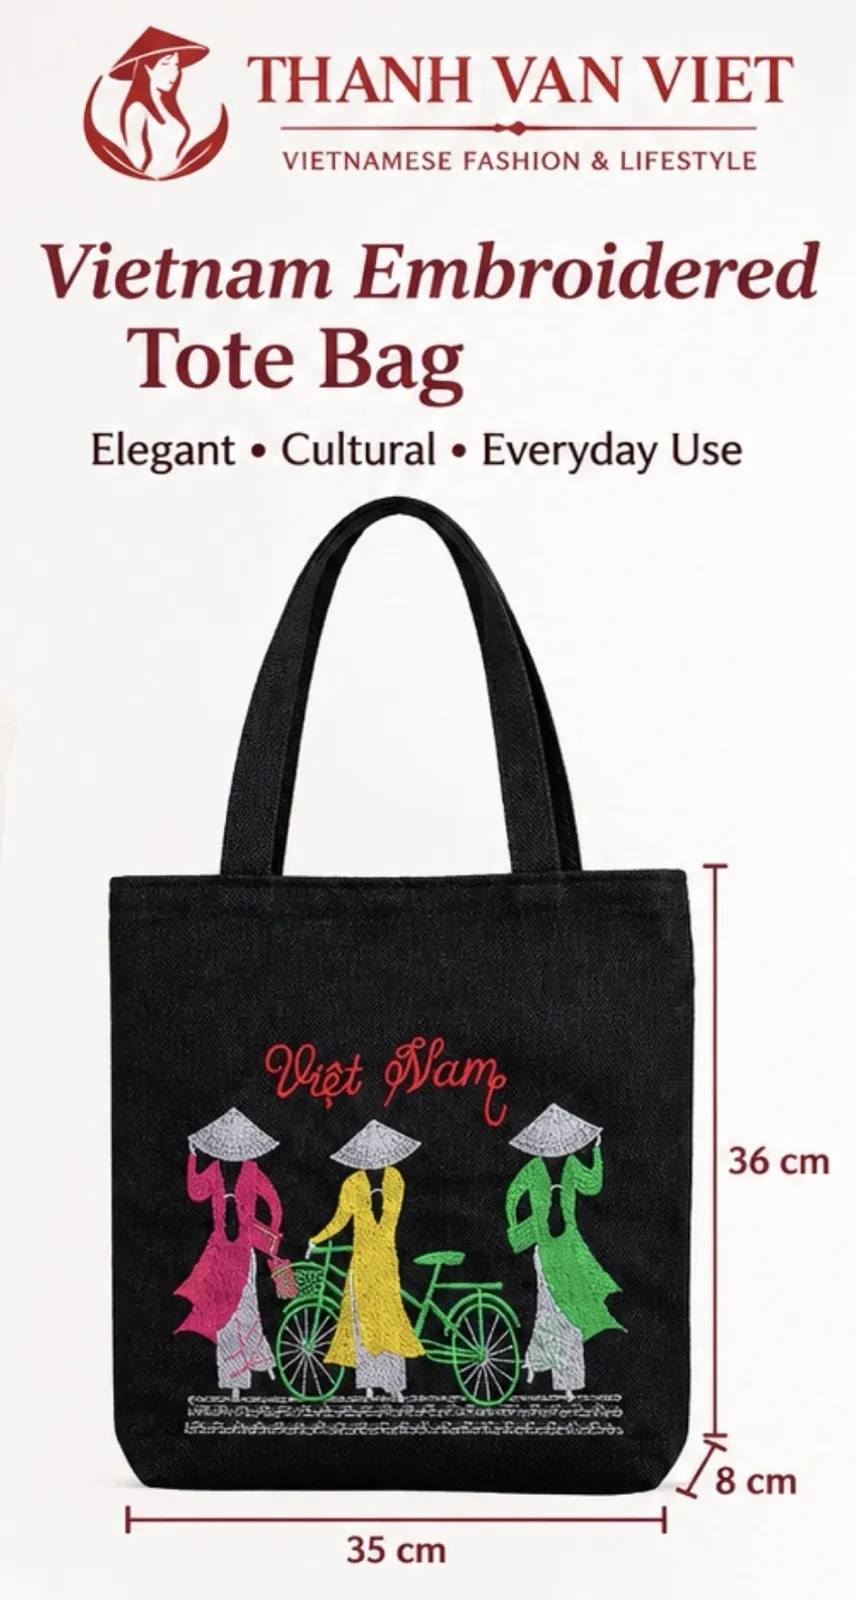 THANH VAN VIET
VIETNAMESE FASHION & LIFESTYLE
Vietnam Embroidered
Tote Bag
Elegant • Cultural • Everyday Use
Việt Nam
36 cm
8 cm
35 cm